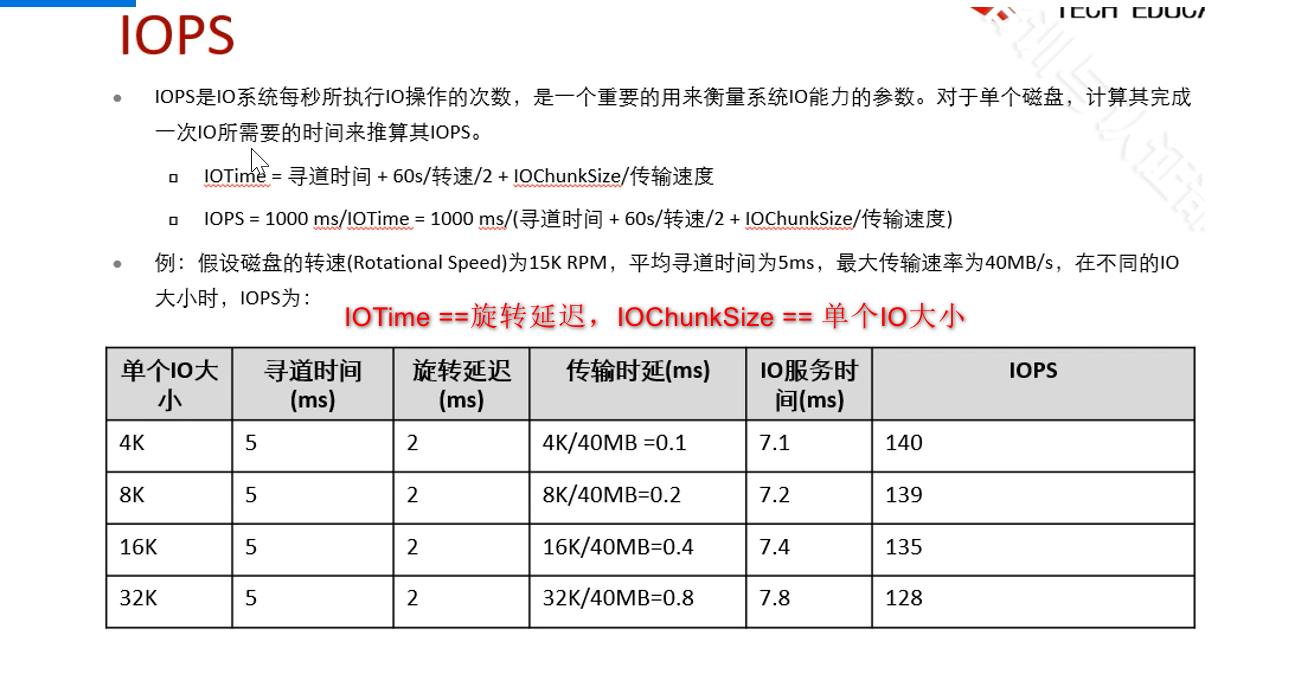 IOPS
TECH EDUCA
IOPS是IO系统每秒所执行IO操作的次数，是一个重要的用来衡量系统IO能力的参数。对于单个磁盘，计算其完成
一次IO所需要的时间来推算其IOPS。
IOTime = 寻道时间 + 60s/转速/2 + IOChunkSize/传输速度
IOPS = 1000 ms/IOTime = 1000 ms/(寻道时间 + 60s/转速/2 + IOChunkSize/传输速度)
例：假设磁盘的转速(Rotational Speed)为15K RPM，平均寻道时间为5ms，最大传输速率为40MB/s，在不同的IO
大小时，IOPS为：
IOTime ==旋转延迟，IOChunkSize == 单个IO大小
单个IO大小 寻道时间(ms) 旋转延迟(ms) 传输时延(ms) IO服务时间(ms) IOPS
4K 5 2 4K/40MB =0.1 7.1 140
8K 5 2 8K/40MB=0.2 7.2 139
16K 5 2 16K/40MB=0.4 7.4 135
32K 5 2 32K/40MB=0.8 7.8 128